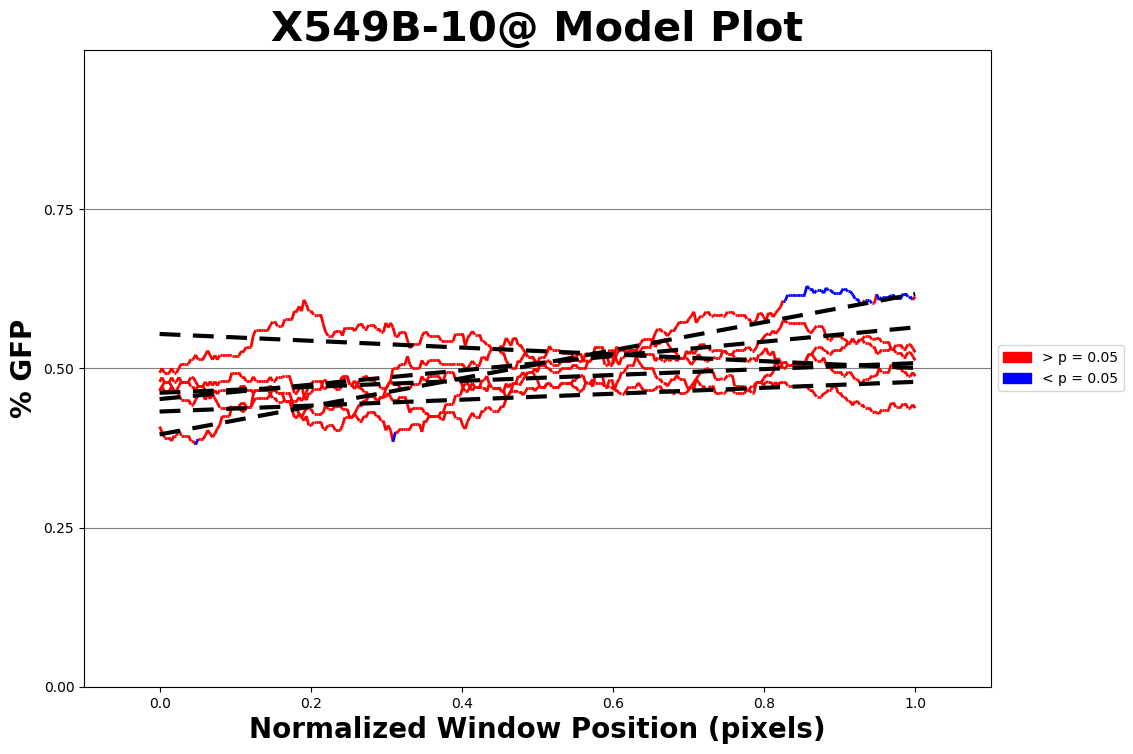 X549B-10@ Model Plot
% GFP
0.75
0.50
0.25
0.00
0.0 0.2 0.4 0.6 0.8 1.0
Normalized Window Position (pixels)
> p = 0.05
< p = 0.05